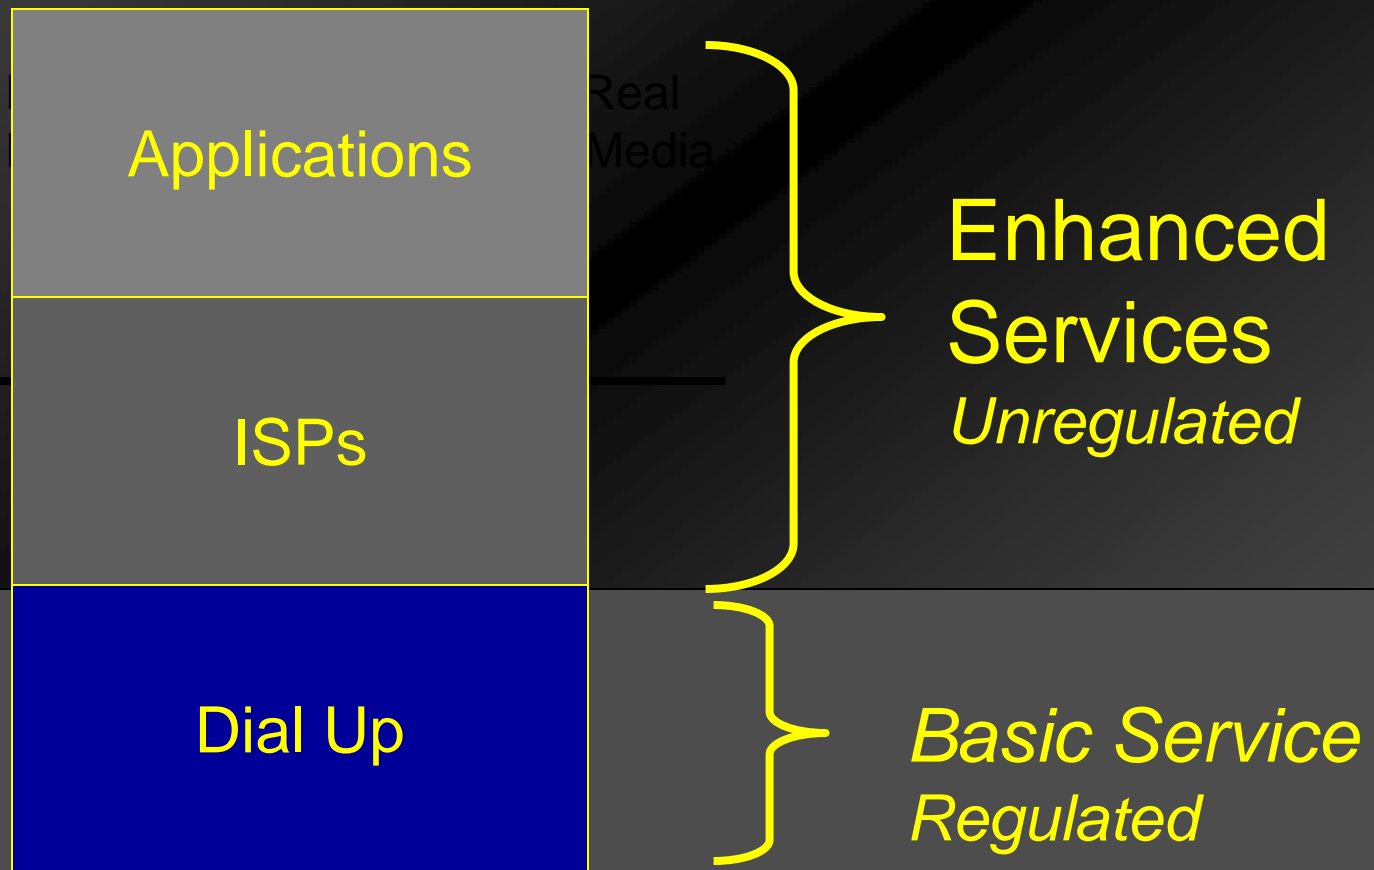 Real
Media
Applications
ISPs
Dial Up
Enhanced
Services
Unregulated
Basic Service
Regulated